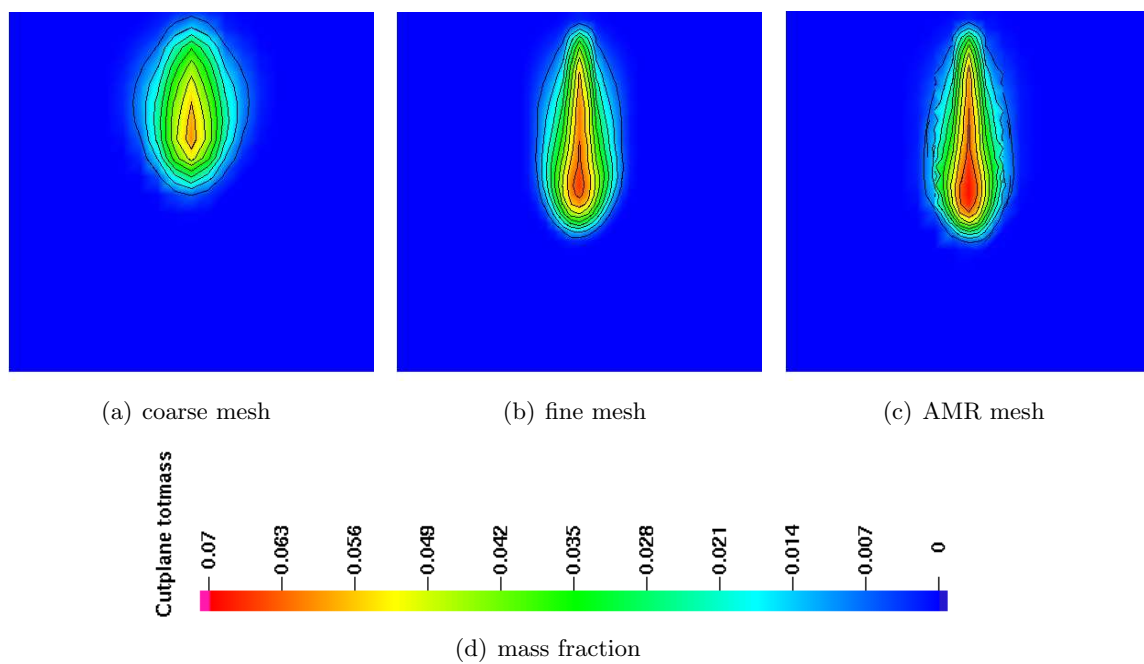 (a) coarse mesh
(b) fine mesh
(c) AMR mesh
Cutplane totmass
0.07
0.063
0.056
0.049
0.042
0.035
0.028
0.021
0.014
0.007
0
(d) mass fraction